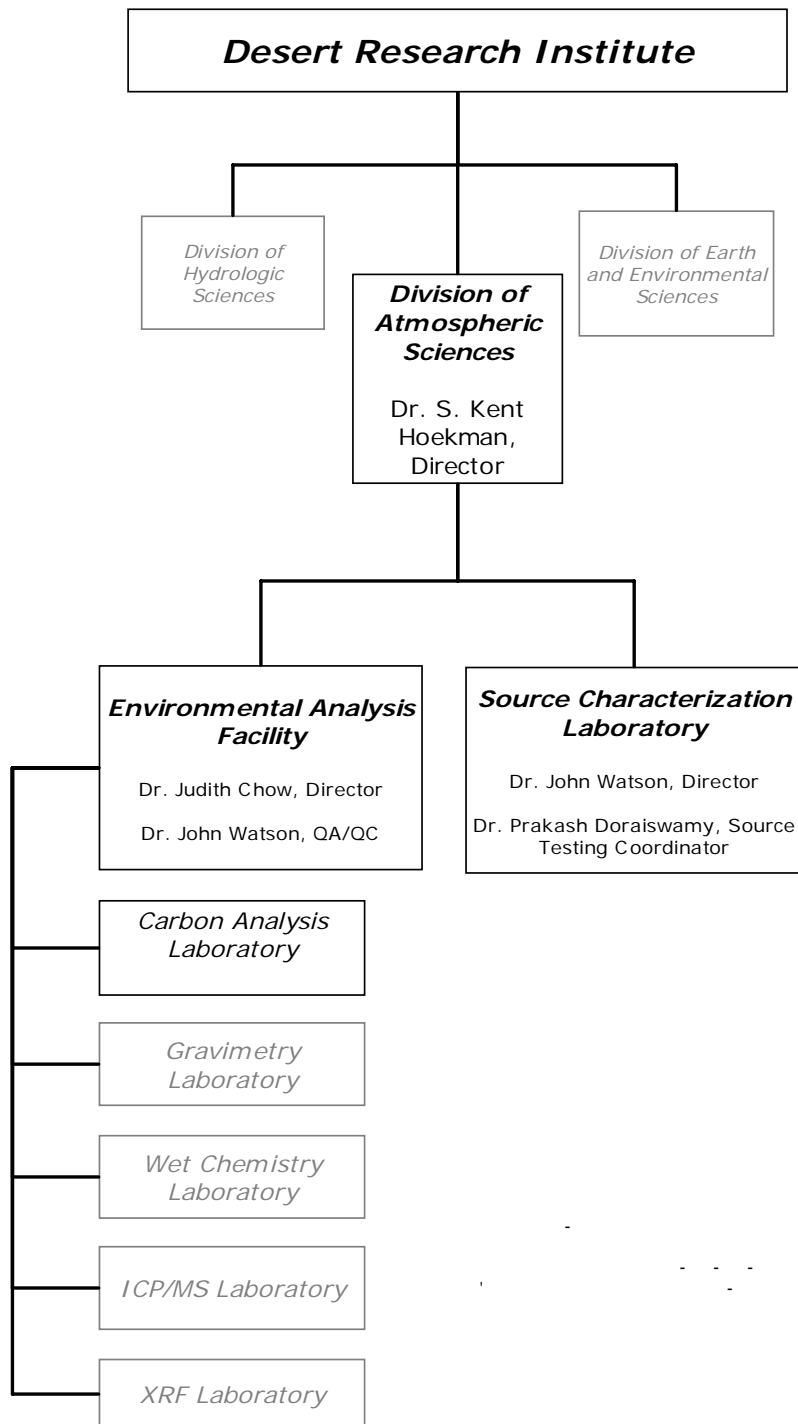 Desert Research Institute
Division of
Hydrologic
Sciences
Division of
Atmospheric
Sciences
Dr. S. Kent
Hoekman,
Director
Division of Earth
and Environmental
Sciences
Environmental Analysis
Facility
Dr. Judith Chow, Director
Dr. John Watson, QA/QC
Source Characterization
Laboratory
Dr. John Watson, Director
Dr. Prakash Doraiswamy, Source
Testing Coordinator
Carbon Analysis
Laboratory
Gravimetry
Laboratory
Wet Chemistry
Laboratory
ICP/MS Laboratory
XRF Laboratory